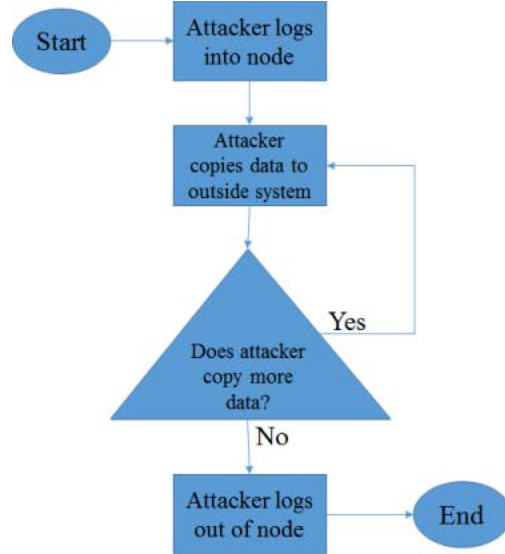 Start
Attacker logs
into node
Attacker
copies data to
outside system
Yes
Does attacker
copy more
data?
No
Attacker logs
out of node
End